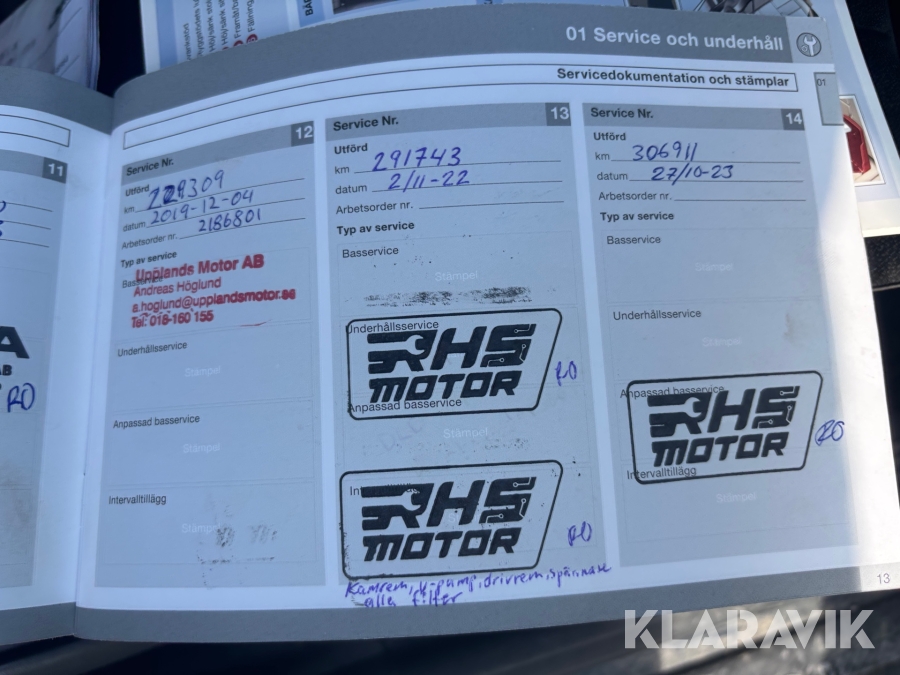 01 Service och underhåll
Servicedokumentation och stämplar
01
11
RO
12
Service Nr.
Utförd
km 229309
datum 2019-12-04
Arbetsorder nr. 2186801
Typ av service
Basservice
Upplands Motor AB
Andreas Höglund
a.hoglund@upplandsmotor.se
Tel: 018-160 155
Underhållsservice
Stämpel
Anpassad basservice
Stämpel
Intervalltillägg
Stämpel
13
Service Nr.
Utförd
km 291743
datum 2/11-22
Arbetsorder nr.
Typ av service
Basservice
Stämpel
Underhållsservice
RHS
MOTOR
RO
Anpassad basservice
Stämpel
RHS
MOTOR
RO
Kamrem, V-pump, drivrem, spännare
alla filter
14
Service Nr.
Utförd
km 306911
datum 27/10-23
Arbetsorder nr.
Typ av service
Basservice
Stämpel
Underhållsservice
Stämpel
Anpassad basservice
RHS
MOTOR
RO
Intervalltillägg
Stämpel
13
KLARAVIK